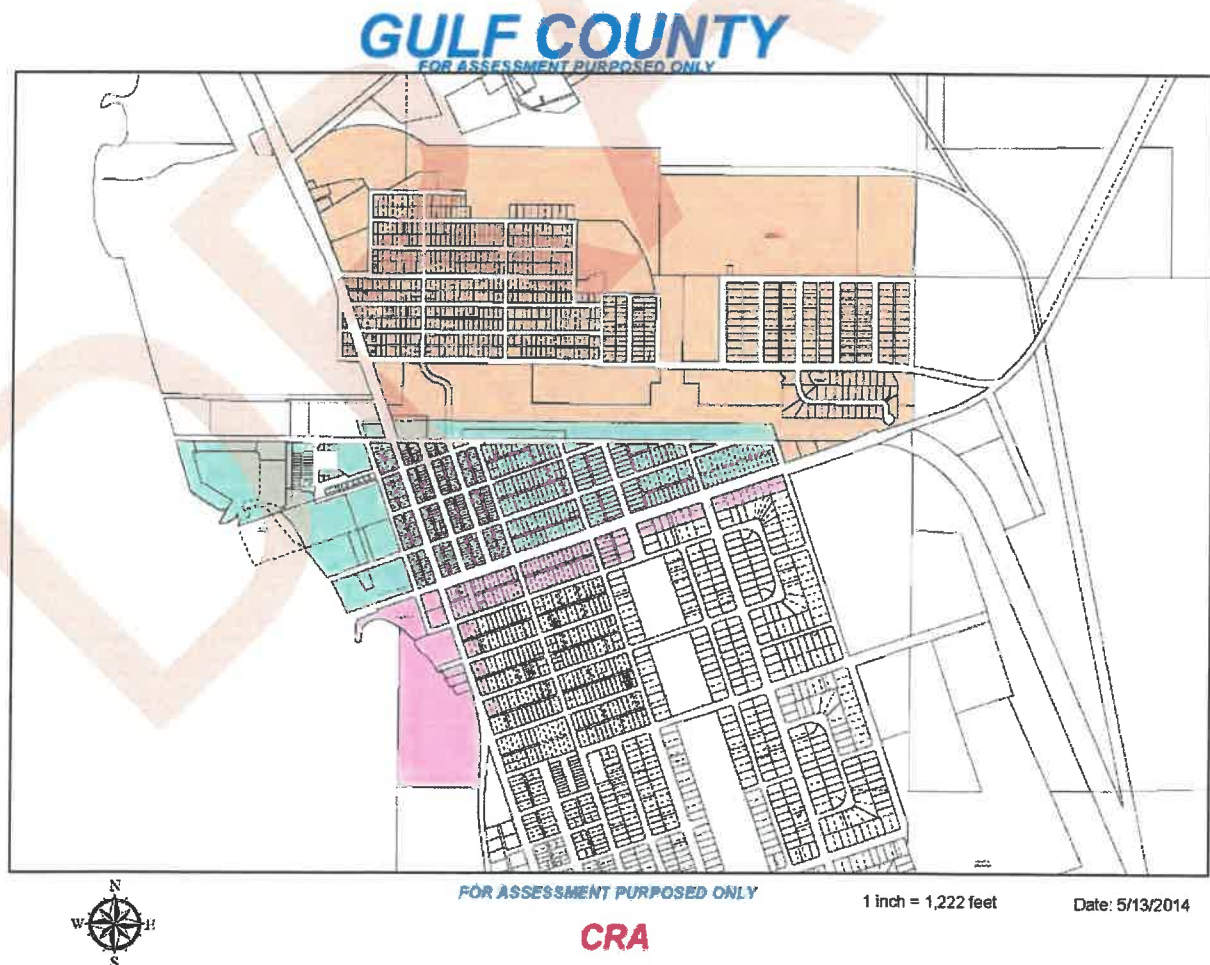 GULF COUNTY
FOR ASSESSMENT PURPOSED ONLY
DRAFT
N
W E
S
FOR ASSESSMENT PURPOSED ONLY
1 inch = 1,222 feet
Date: 5/13/2014
CRA